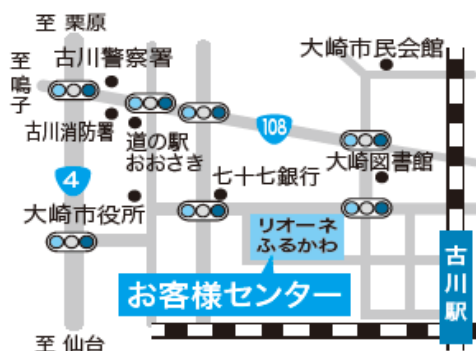 至 栗原
至
鳴
子
古川警察署
大崎市民会館
古川消防署
道の駅
おおさき
108
大崎図書館
七十七銀行
4
大崎市役所
リオーネ
ふるかわ
お客様センター
古
川
駅
至 仙台